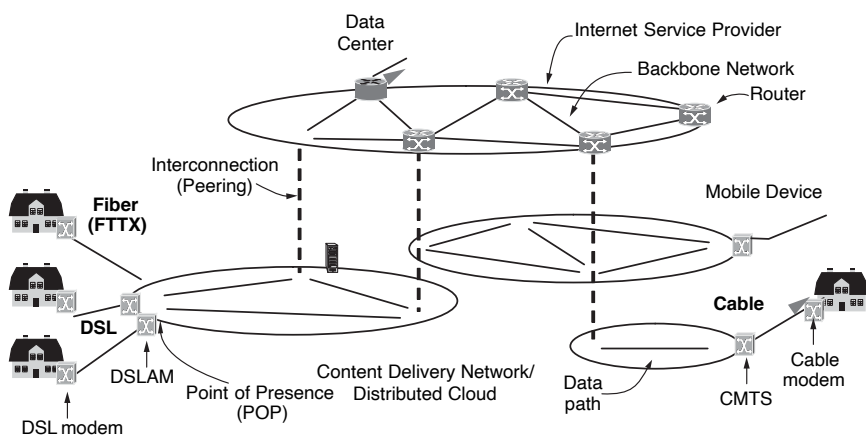 Data
Center
Internet Service Provider
Backbone Network
Router
Interconnection
(Peering)
Mobile Device
Fiber
(FTTX)
DSL
Cable
DSLAM
Point of Presence
(POP)
DSL modem
Content Delivery Network/
Distributed Cloud
Data
path
CMTS
Cable
modem